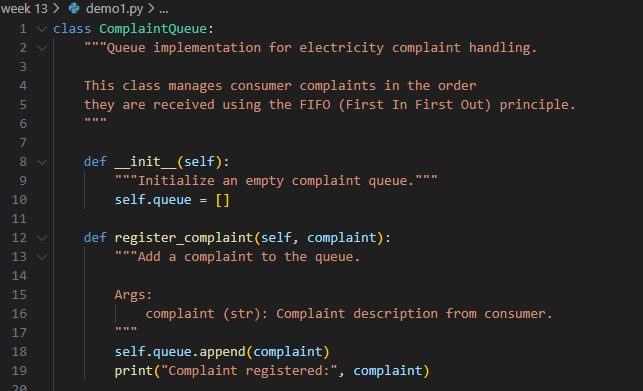 week 13 > demo1.py > ...
1 class ComplaintQueue:
2     """Queue implementation for electricity complaint handling.
3
4     This class manages consumer complaints in the order
5     they are received using the FIFO (First In First Out) principle.
6     """
7
8     def __init__(self):
9         """Initialize an empty complaint queue."""
10         self.queue = []
11
12     def register_complaint(self, complaint):
13         """Add a complaint to the queue.
14
15         Args:
16             complaint (str): Complaint description from consumer.
17         """
18         self.queue.append(complaint)
19         print("Complaint registered:", complaint)
20